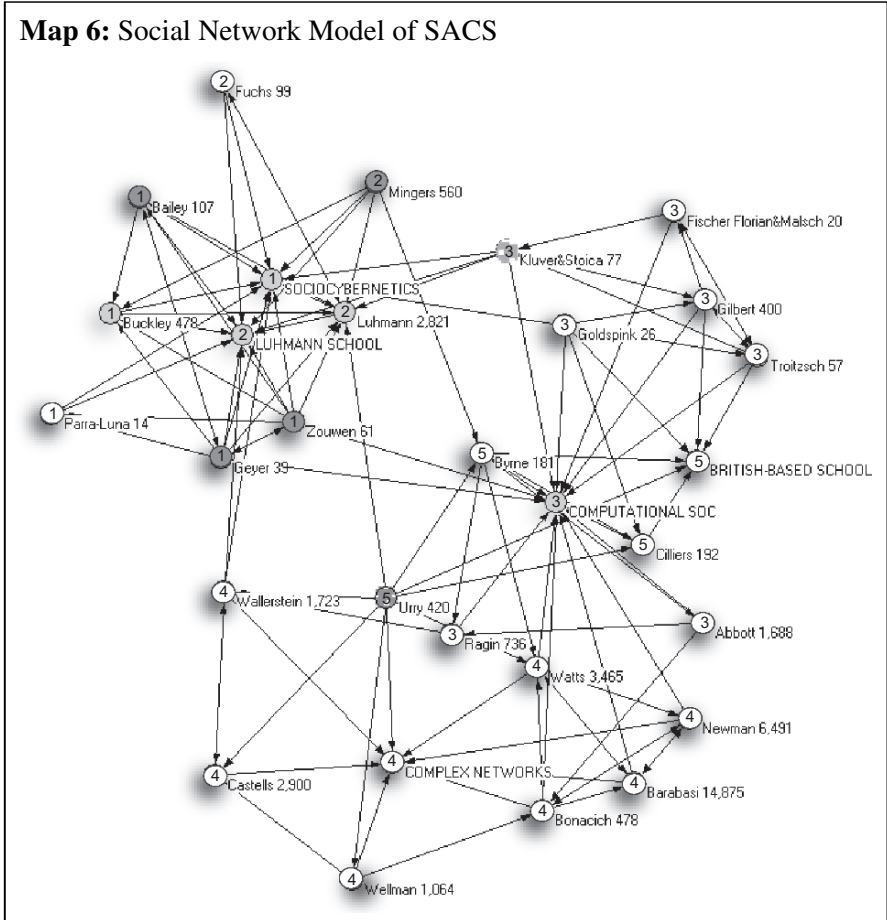 Map 6: Social Network Model of SACS
2
Fuchs 99
1
Bailey 107
2
Mingers 560
3
Fischer Florian&Malsch 20
3
Kluver&Stoica 77
1
SOCIOCYBERNETICS
1
Buckley 478
2
Luhmann 2,821
3
Gilbert 400
3
Goldspink 26
2
LUHMANN SCHOOL
3
Troitzsch 57
1
Parra-Luna 14
1
Zouwen 61
1
Geyer 39
5
Byrne 181
5
BRITISH-BASED SCHOOL
3
COMPUTATIONAL SOC
5
Cilliers 192
4
Wallerstein 1,723
5
Urry 420
3
Ragin 736
3
Abbott 1,688
4
Watts 3,465
4
Newman 6,491
4
Castells 2,900
4
COMPLEX NETWORKS
4
Barabasi 14,875
4
Bonacich 478
4
Wellman 1,064